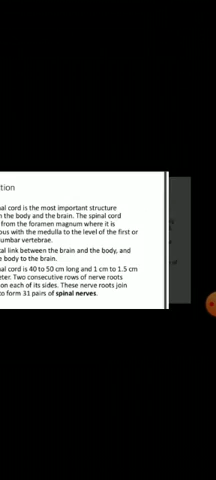 tion
al cord is the most important structure
n the body and the brain. The spinal cord
from the foramen magnum where it is
ous with the medulla to the level of the first or
lumbar vertebrae.
tal link between the brain and the body, and
e body to the brain.
al cord is 40 to 50 cm long and 1 cm to 1.5 cm
eter. Two consecutive rows of nerve roots
on each of its sides. These nerve roots join
to form 31 pairs of spinal nerves.